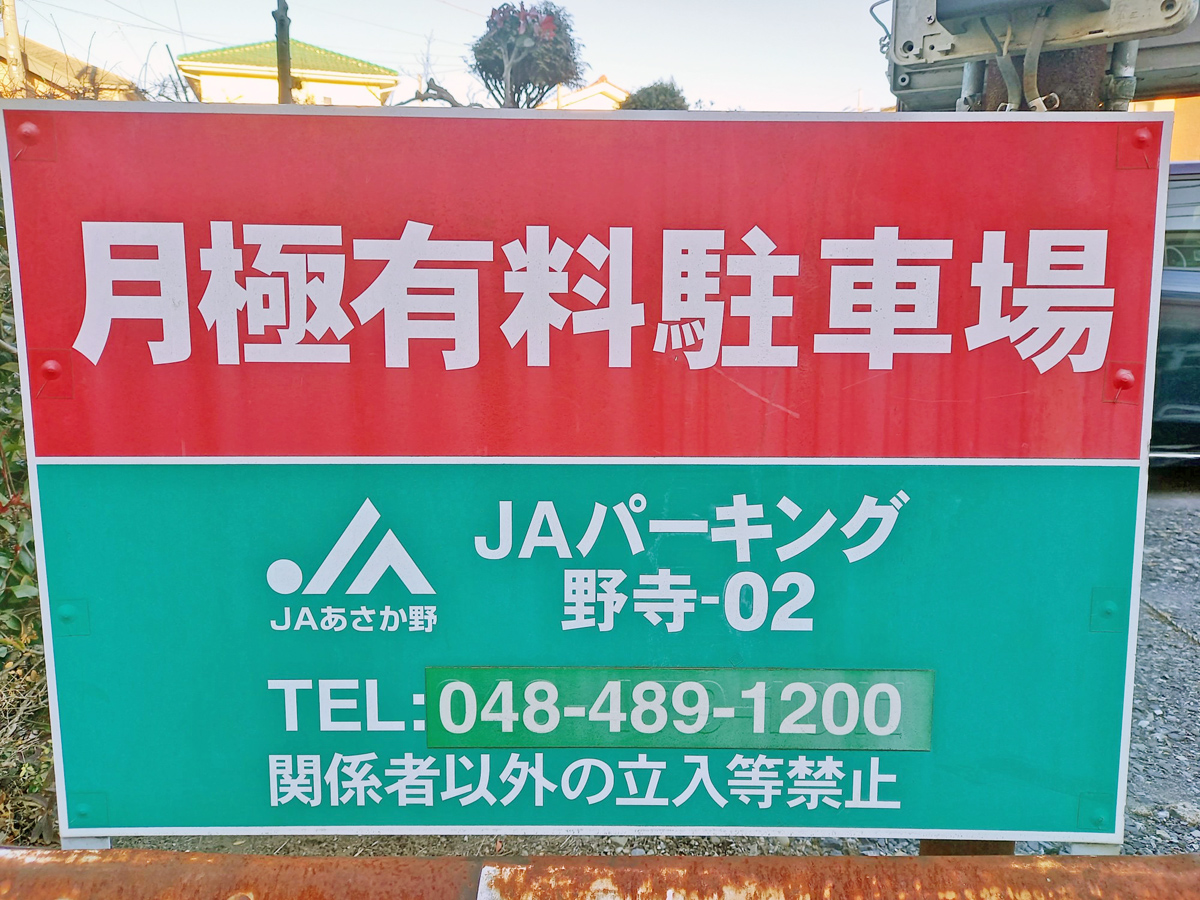 月極有料駐車場
JAパーキング
野寺-02
JAあさか野
TEL:048-489-1200
関係者以外の立入等禁止